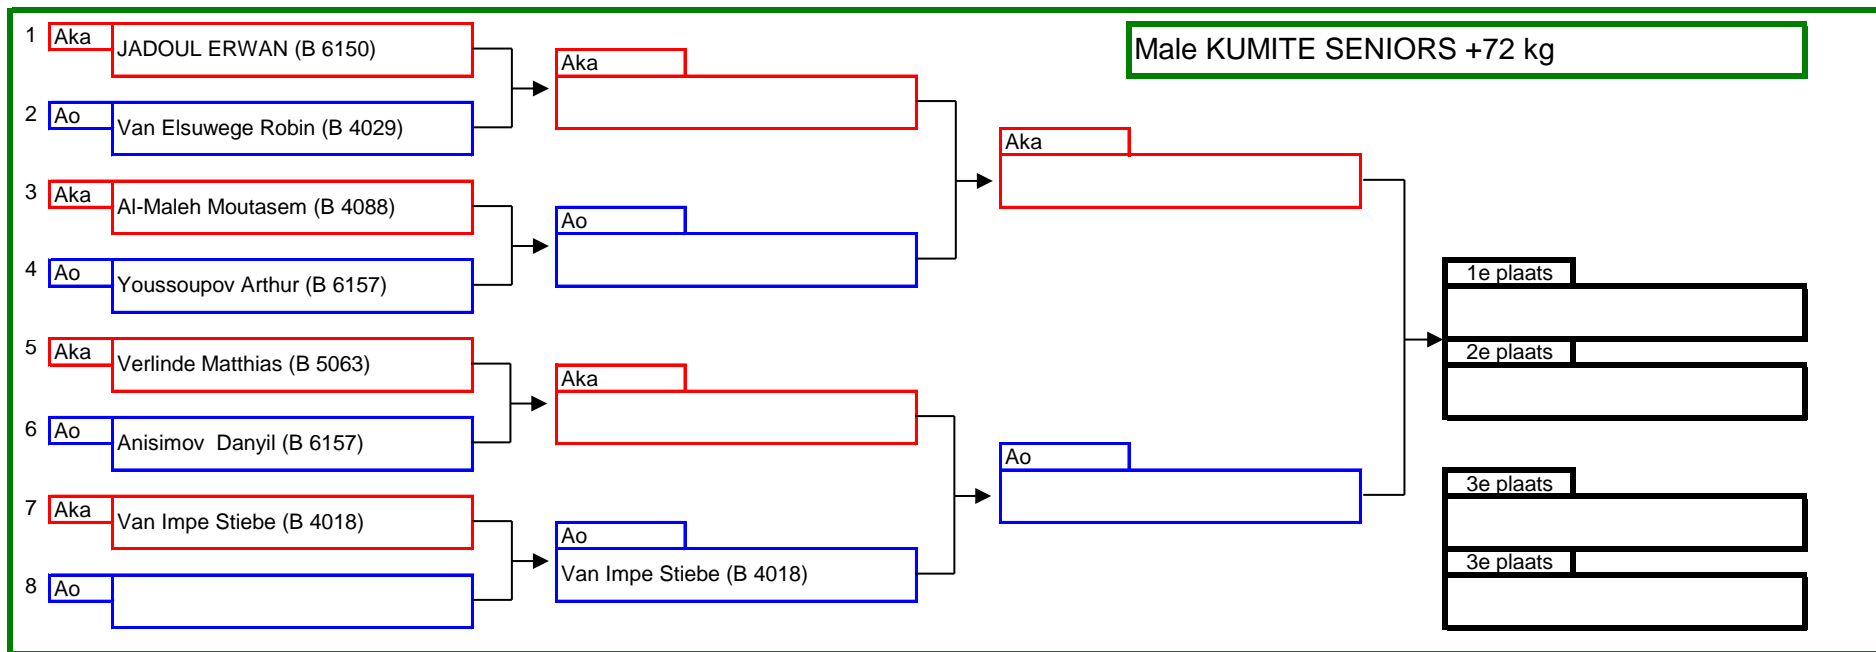 Male KUMITE SENIORS +72 kg
1 Aka
JADOUL ERWAN (B 6150)
2 Ao
Van Elsuwege Robin (B 4029)
3 Aka
Al-Maleh Moutasem (B 4088)
4 Ao
Youssoupov Arthur (B 6157)
5 Aka
Verlinde Matthias (B 5063)
6 Ao
Anisimov  Danyil (B 6157)
7 Aka
Van Impe Stiebe (B 4018)
8 Ao
Aka
Ao
Aka
Ao
Van Impe Stiebe (B 4018)
Aka
Ao
1e plaats
2e plaats
3e plaats
3e plaats